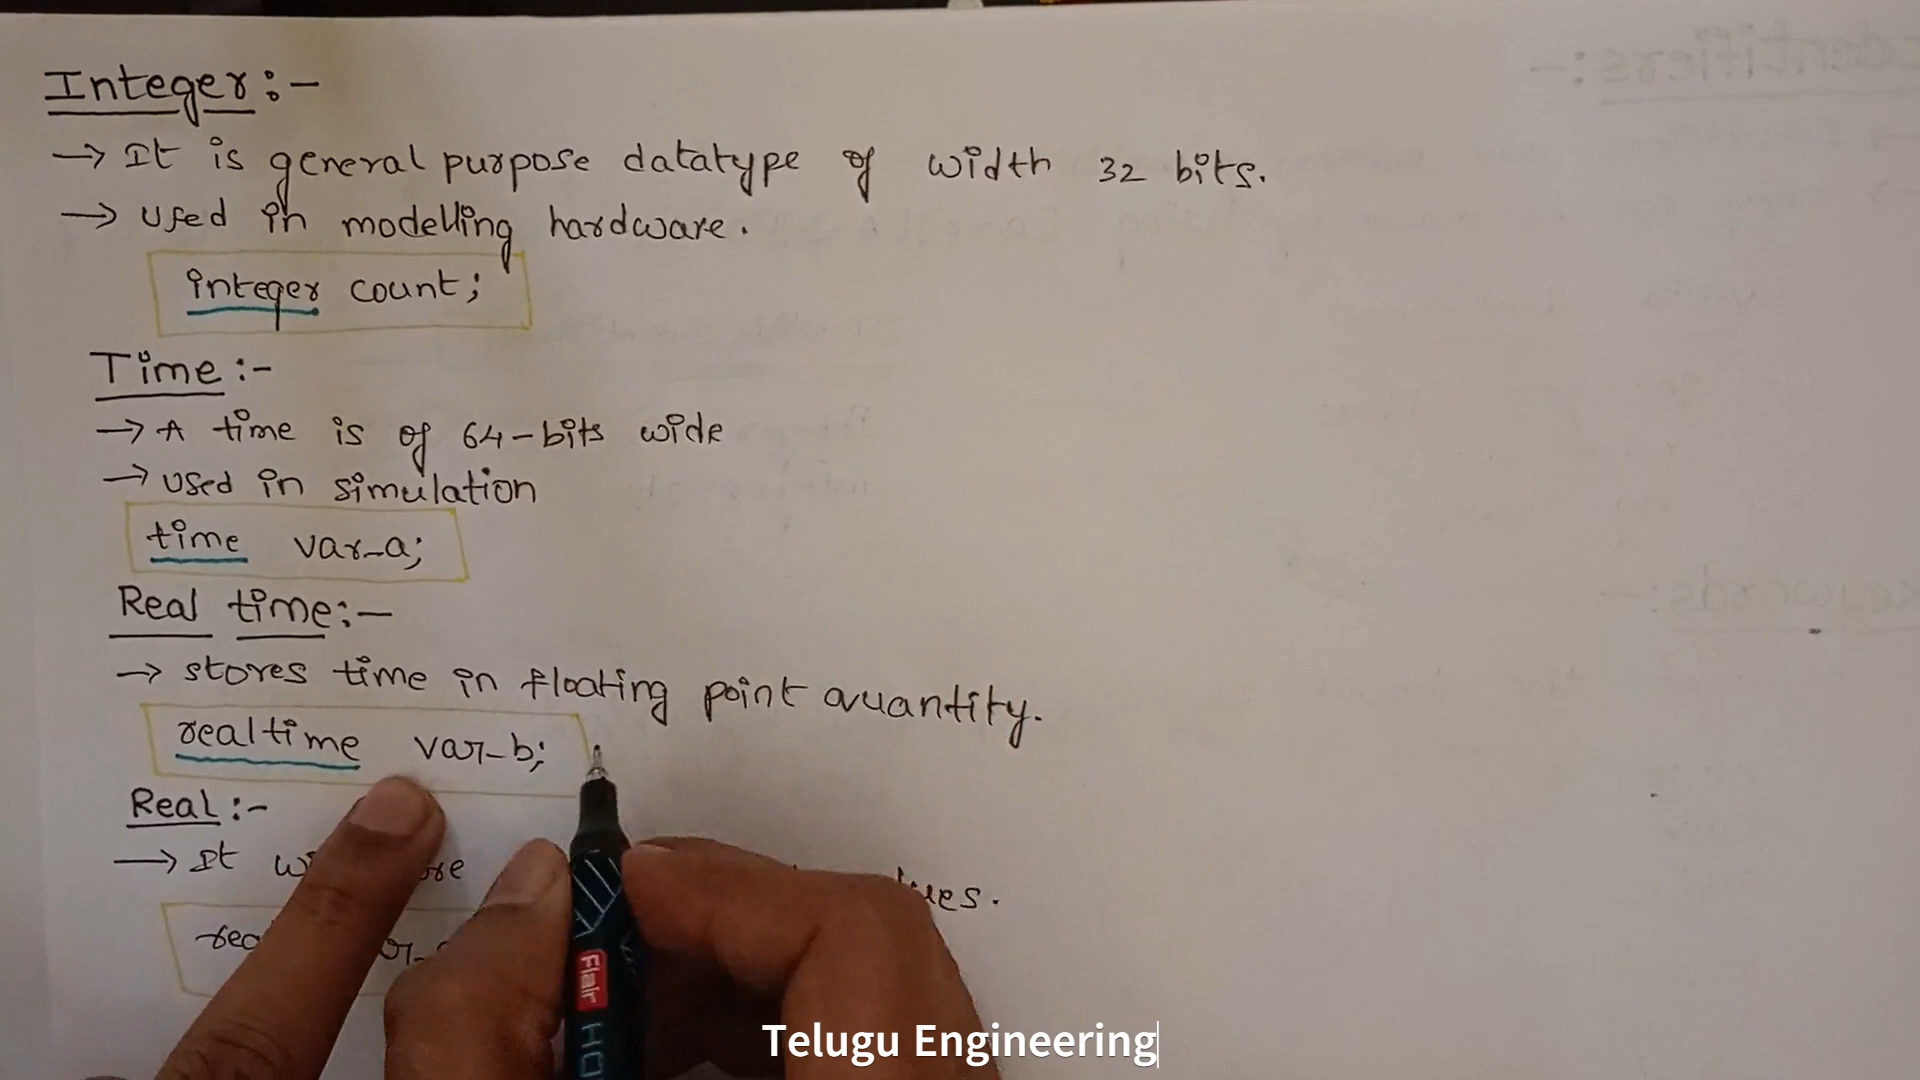 Integer:-
→ It is general purpose datatype of width 32 bits.
→ used in modelling hardware.
integer count;
Time:-
→ A time is of 64-bits wide
→ used in simulation
time var_a;
Real time:-
→ stores time in floating point quantity.
realtime var_b;
Real:-
→ It
Flair
Telugu Engineering